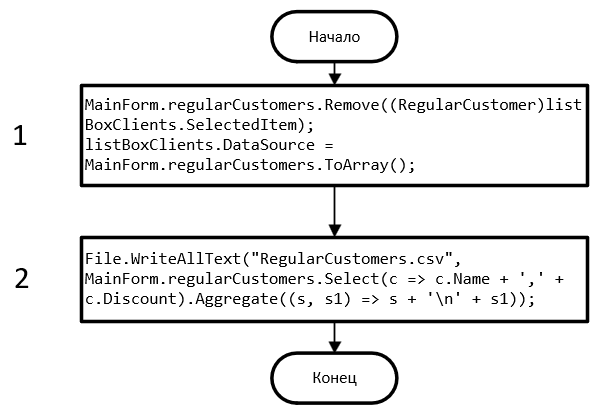 Начало
1
MainForm.regularCustomers.Remove((RegularCustomer)list
BoxClients.SelectedItem);
listBoxClients.DataSource =
MainForm.regularCustomers.ToArray();
2
File.WriteAllText("RegularCustomers.csv",
MainForm.regularCustomers.Select(c => c.Name + ',' +
c.Discount).Aggregate((s, s1) => s + '\n' + s1));
Конец